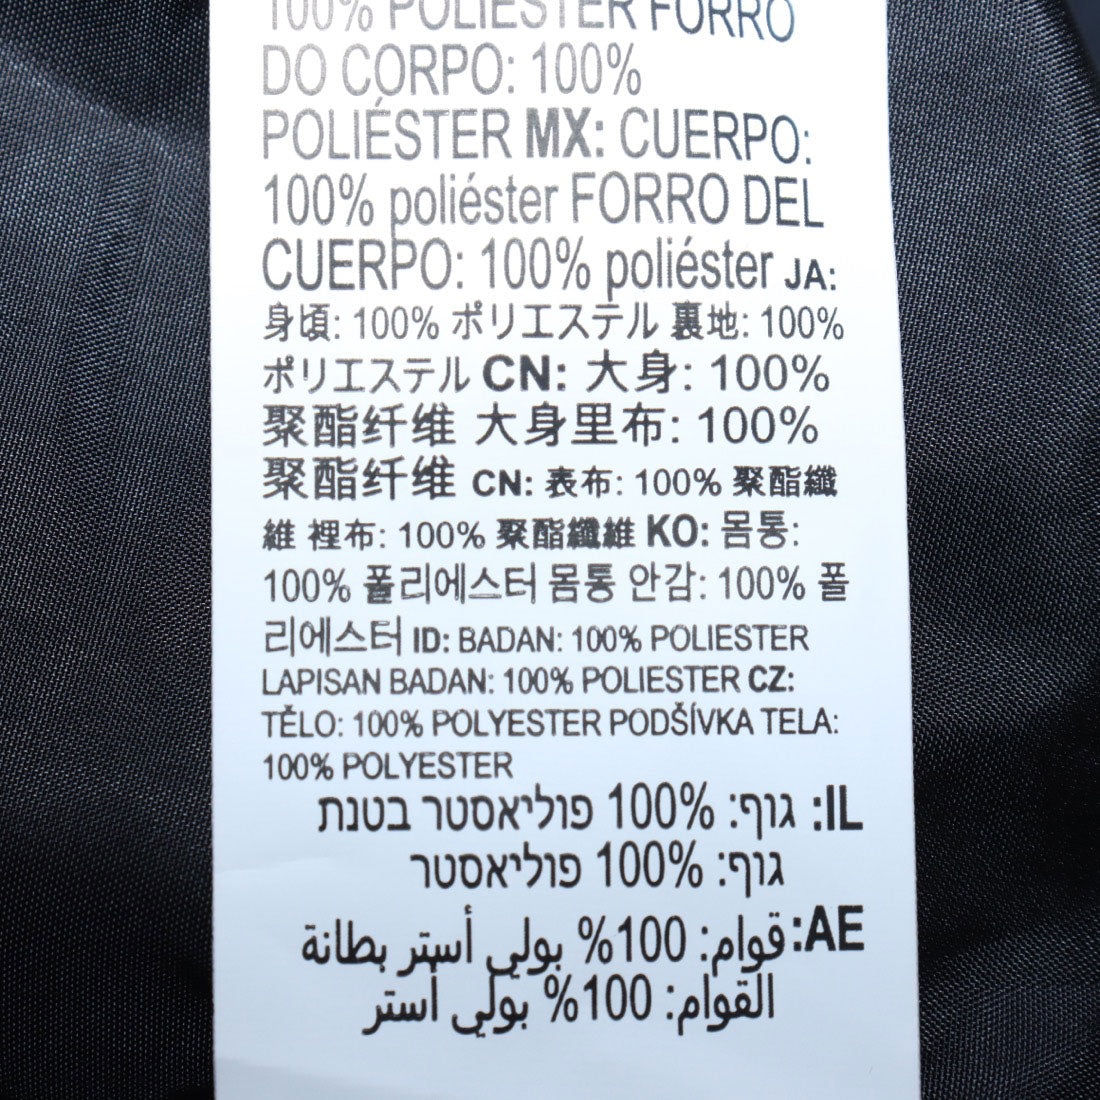 100% POLIÉSTER FORRO
DO CORPO: 100%
POLIÉSTER MX: CUERPO:
100% poliéster FORRO DEL
CUERPO: 100% poliéster JA:
身頃: 100% ポリエステル 裏地: 100%
ポリエステル CN: 大身: 100%
聚酯纤维 大身里布: 100%
聚酯纤维 CN: 表布: 100% 聚酯纖
維 裡布: 100% 聚酯纖維 KO: 몸통:
100% 폴리에스터 몸통 안감: 100% 폴
리에스터 ID: BADAN: 100% POLIESTER
LAPISAN BADAN: 100% POLIESTER CZ:
TĚLO: 100% POLYESTER PODŠÍVKA TELA:
100% POLYESTER
IL: גוף: 100% פוליאסטר בטנת
גוף: 100% פוליאסטר
AE: قوام: 100% بولي أستر بطانة
القوام: 100% بولي أستر